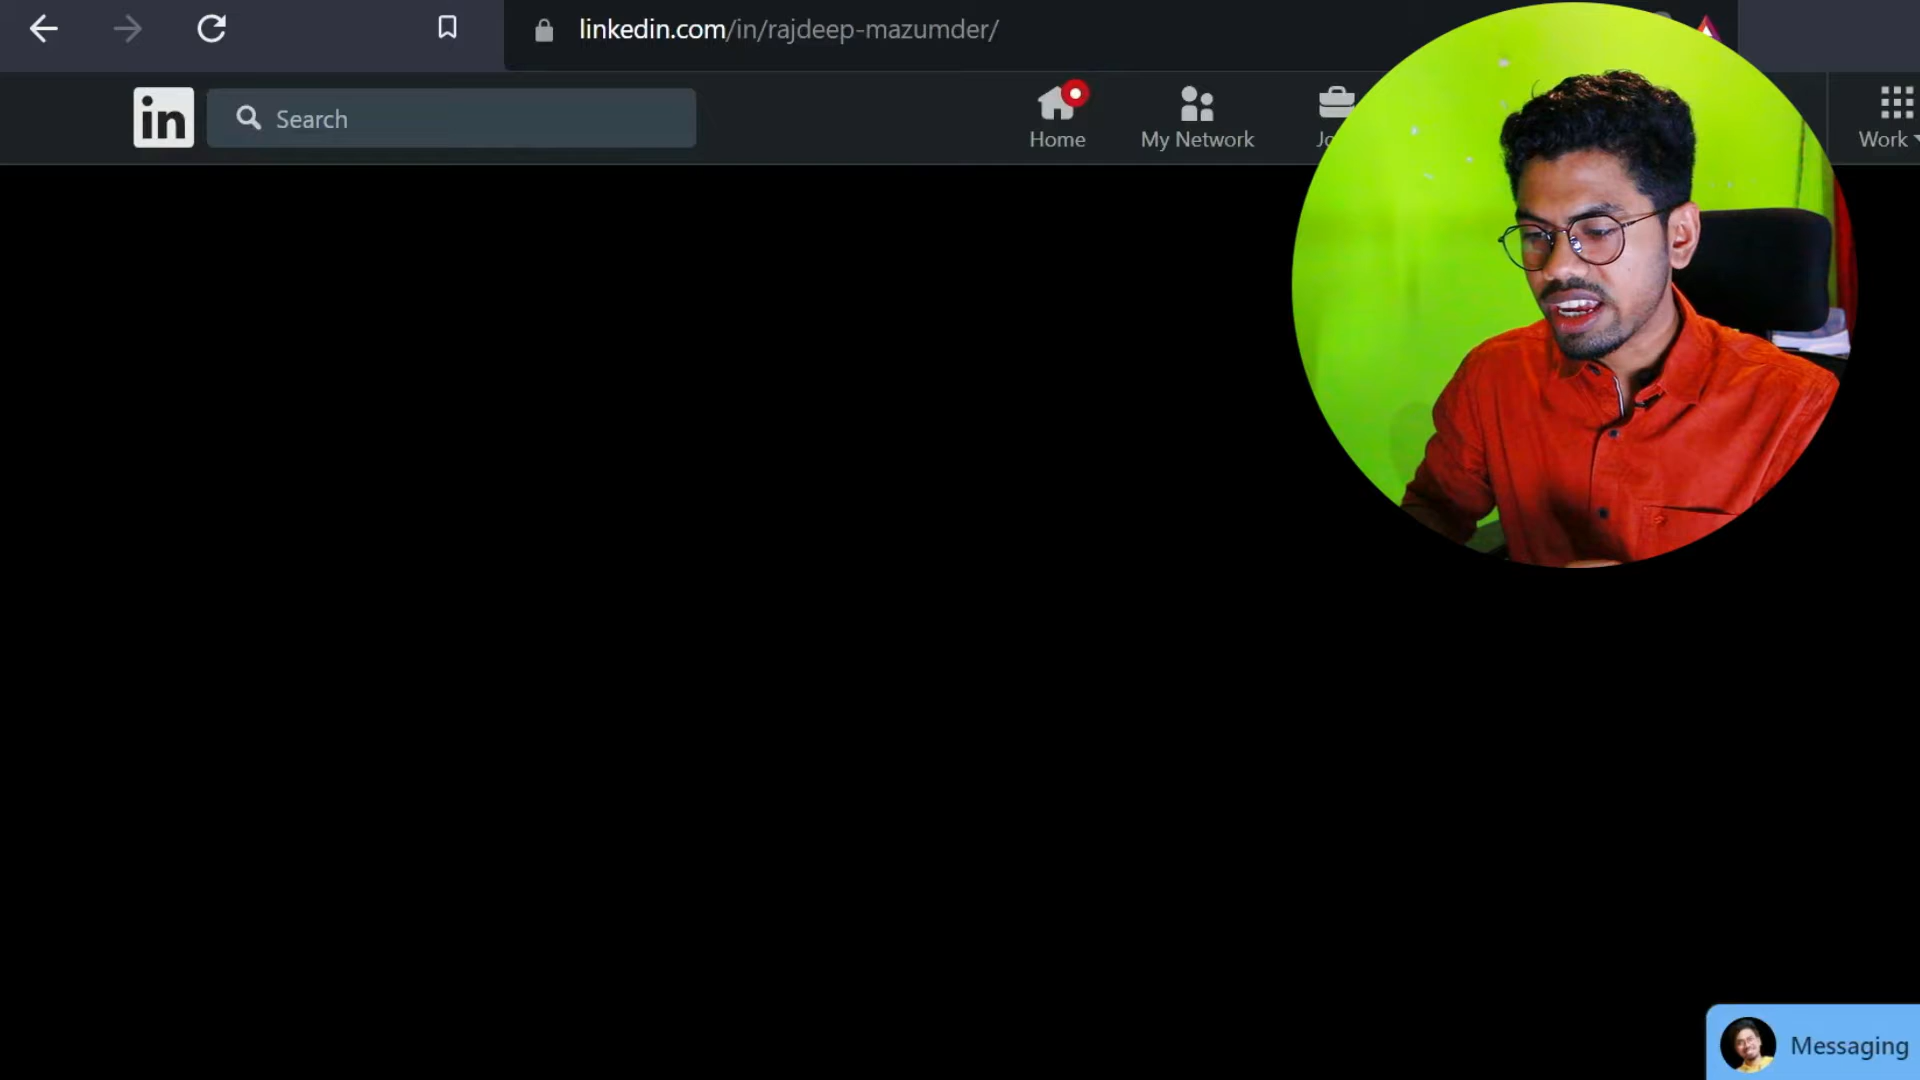 linkedin.com/in/rajdeep-mazumder/
in
Search
Home
My Network
Work
Messaging